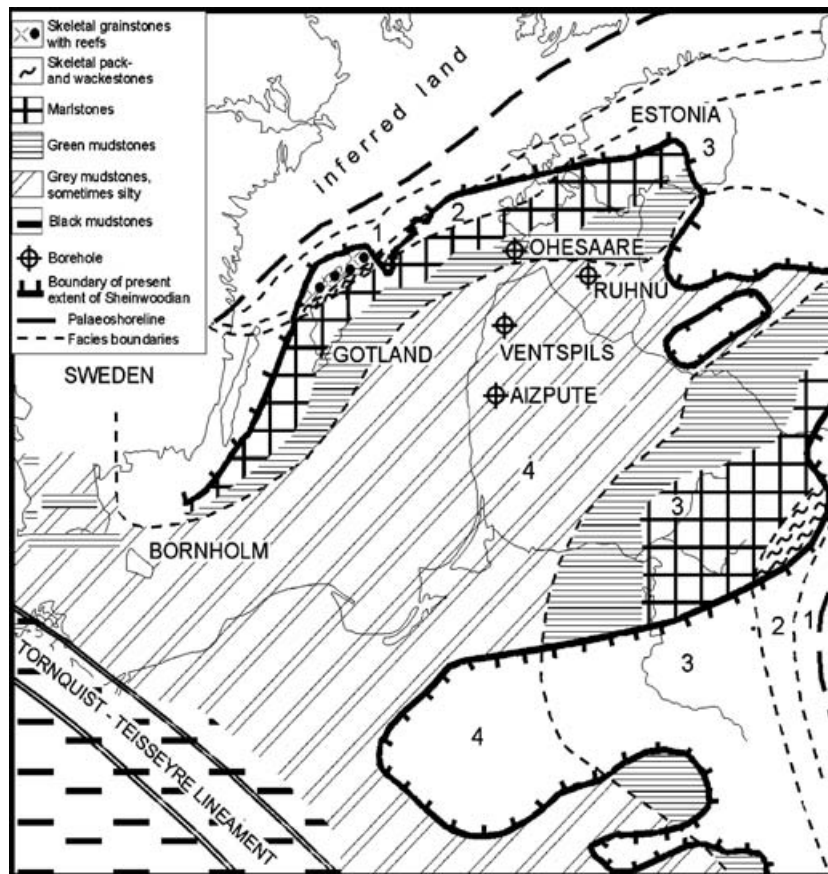 Skeletal grainstones
with reefs
Skeletal pack-
and wackestones
Marlstones
Green mudstones
Grey mudstones,
sometimes silty
Black mudstones
Borehole
Boundary of present
extent of Sheinwoodian
Palaeoshoreline
Facies boundaries
inferred land
ESTONIA
3
1
2
OHESAARE
RUHNU
GOTLAND
VENTSPILS
SWEDEN
AIZPUTE
4
3
BORNHOLM
2
1
3
4
TORNQUIST - TEISSEYRE LINEAMENT